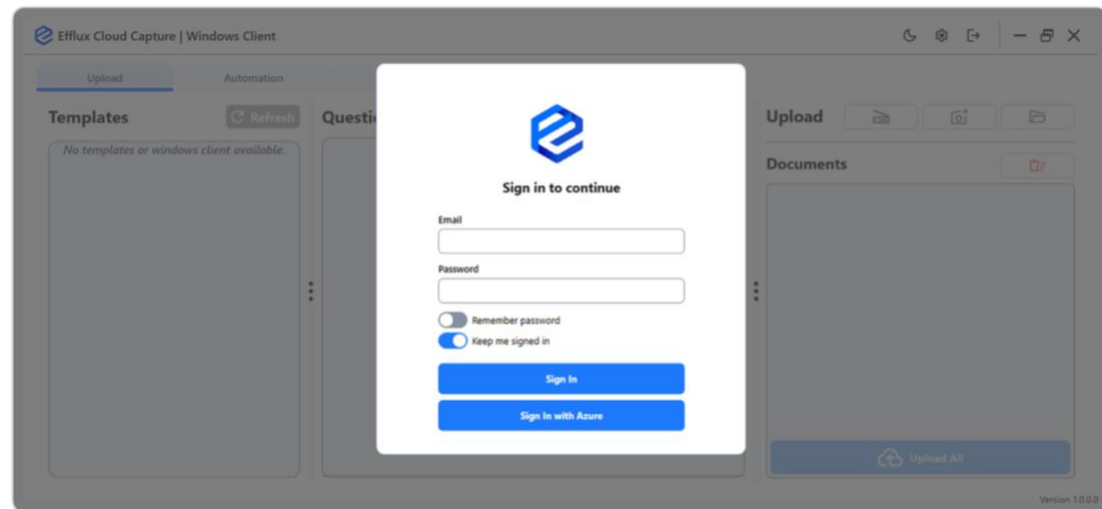 Efflux Cloud Capture | Windows Client
Upload
Automation
Templates
Refresh
Upload
No templates or windows client available.
Documents
Sign in to continue
Email
Password
Remember password
Keep me signed in
Sign In
Sign In with Azure
Upload All
Version 1.0.0.0